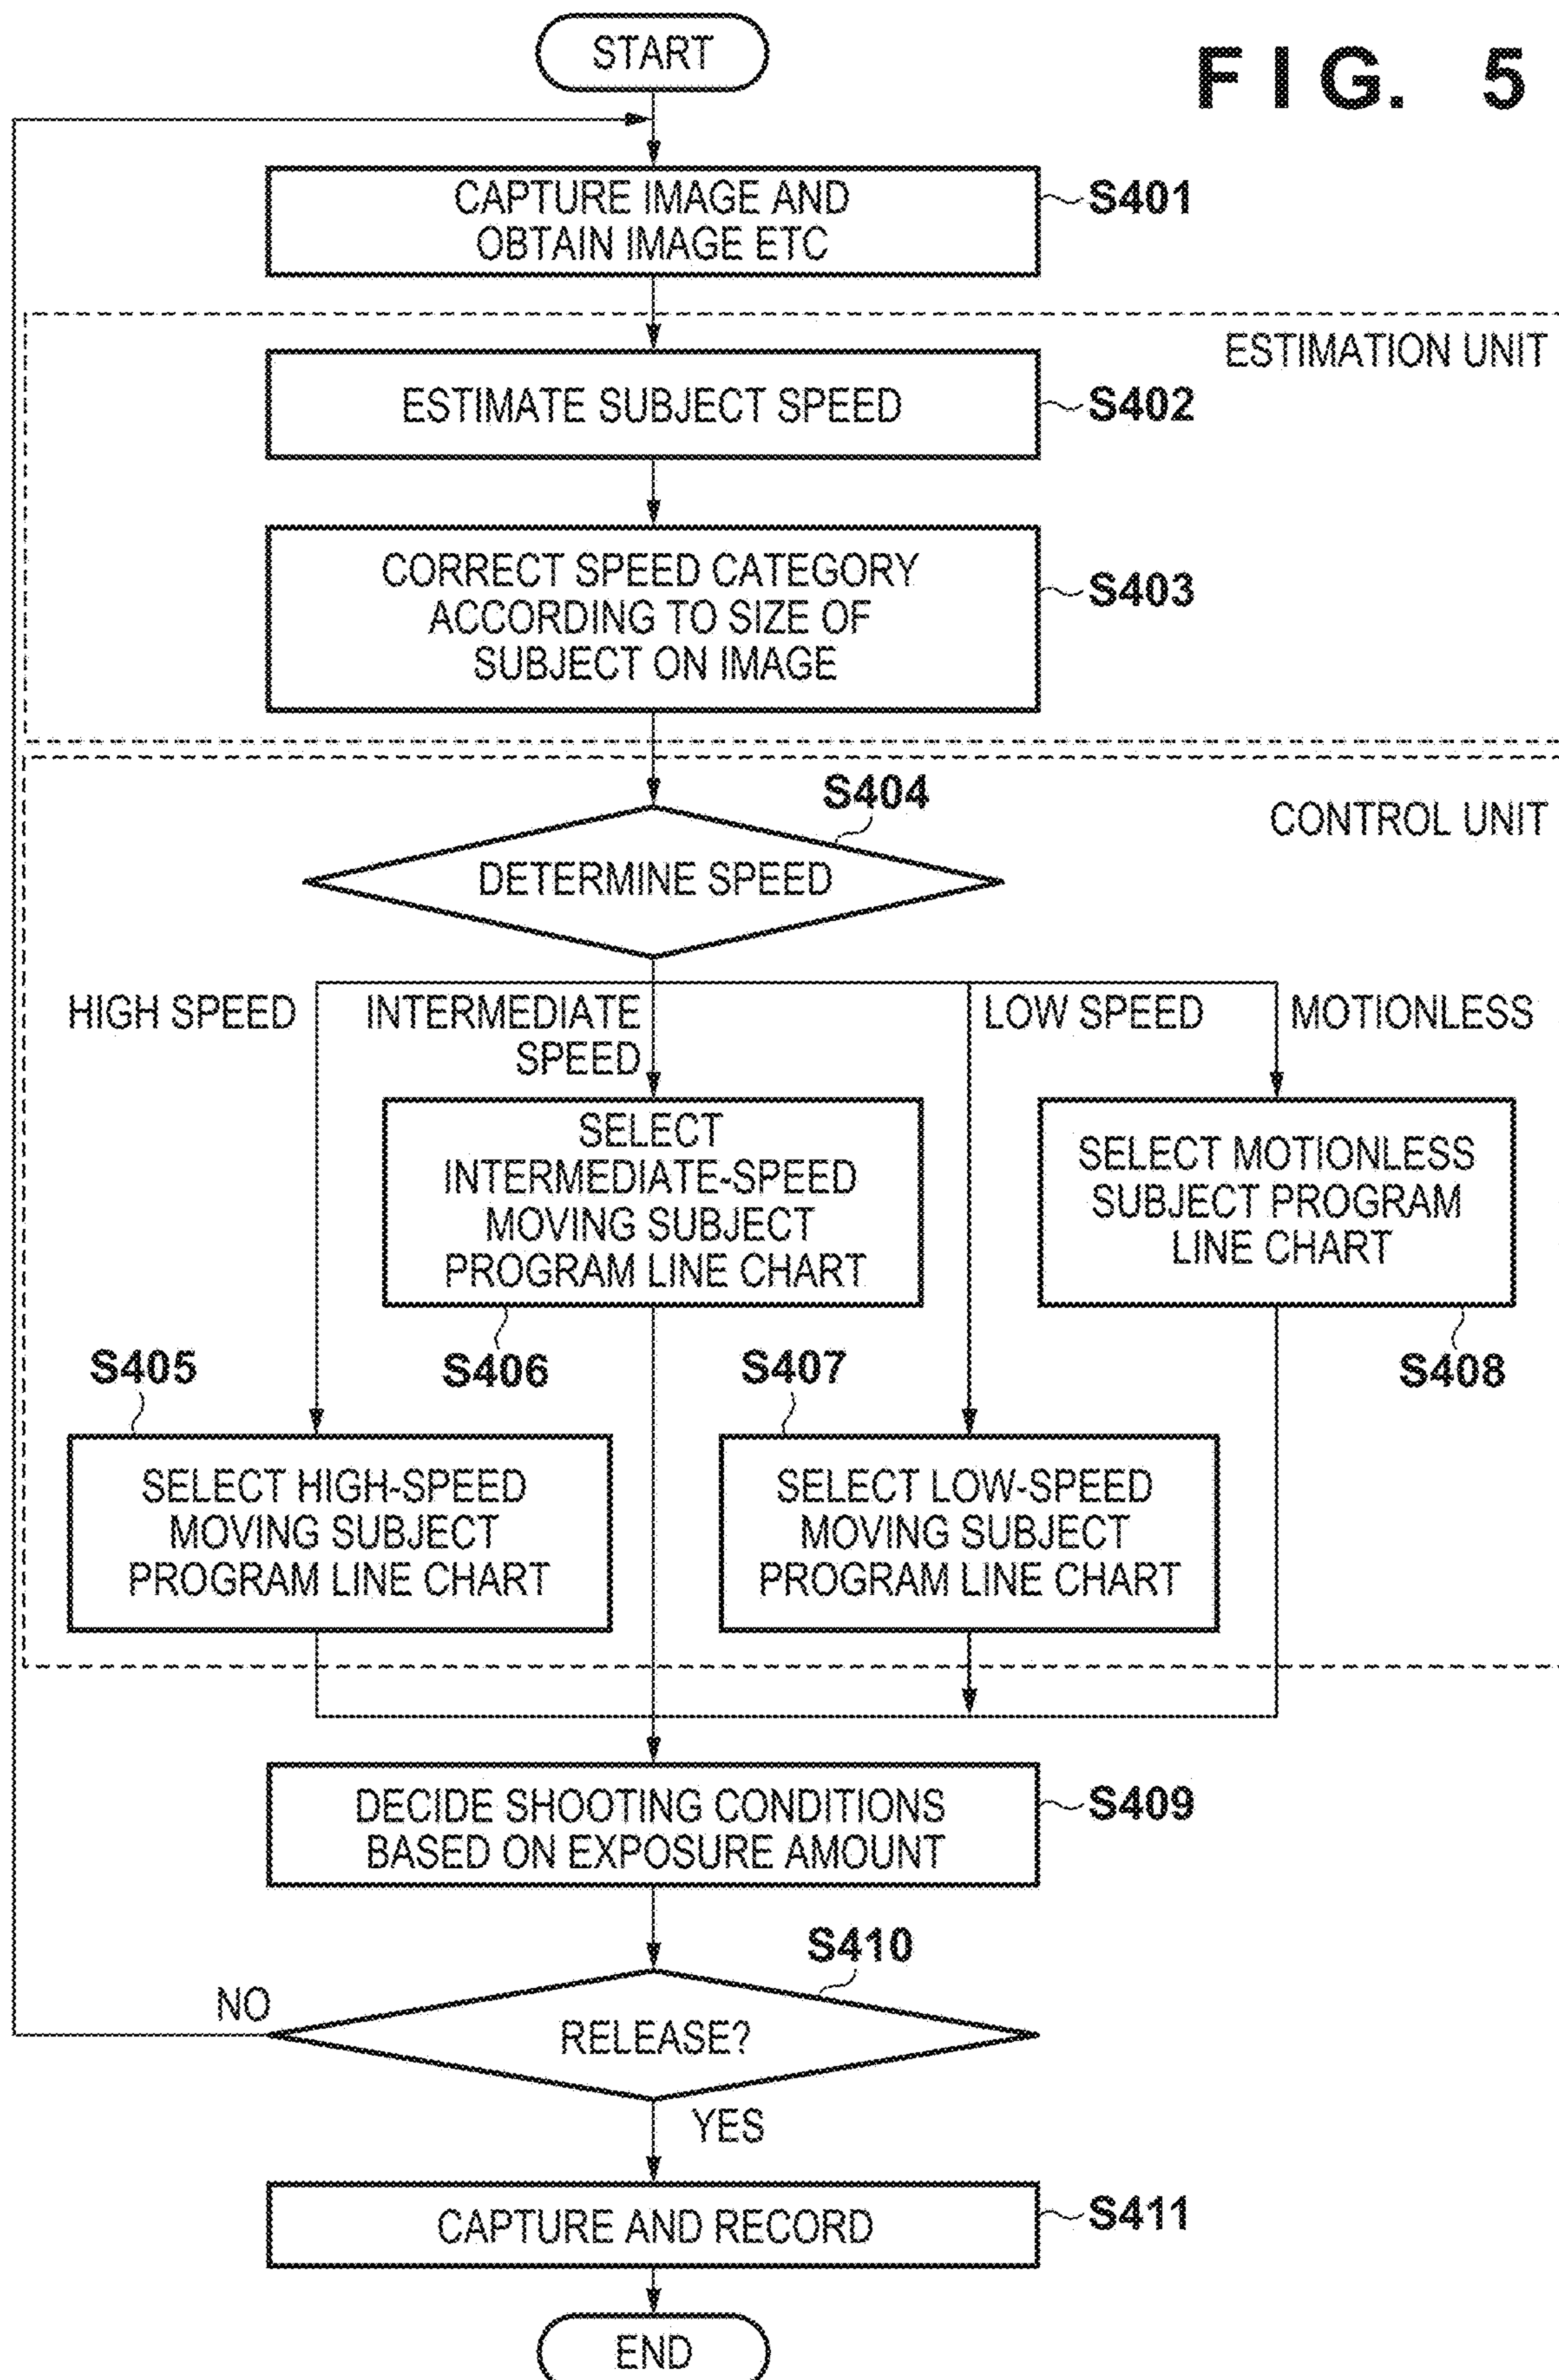 START
FIG. 5
CAPTURE IMAGE AND
OBTAIN IMAGE ETC
S401
ESTIMATION UNIT
ESTIMATE SUBJECT SPEED
S402
CORRECT SPEED CATEGORY
ACCORDING TO SIZE OF
SUBJECT ON IMAGE
S403
S404
CONTROL UNIT
DETERMINE SPEED
HIGH SPEED
INTERMEDIATE
SPEED
LOW SPEED
MOTIONLESS
SELECT
INTERMEDIATE-SPEED
MOVING SUBJECT
PROGRAM LINE CHART
SELECT MOTIONLESS
SUBJECT PROGRAM
LINE CHART
S405
S406
S407
S408
SELECT HIGH-SPEED
MOVING SUBJECT
PROGRAM LINE CHART
SELECT LOW-SPEED
MOVING SUBJECT
PROGRAM LINE CHART
DECIDE SHOOTING CONDITIONS
BASED ON EXPOSURE AMOUNT
S409
S410
NO
RELEASE?
YES
CAPTURE AND RECORD
S411
END